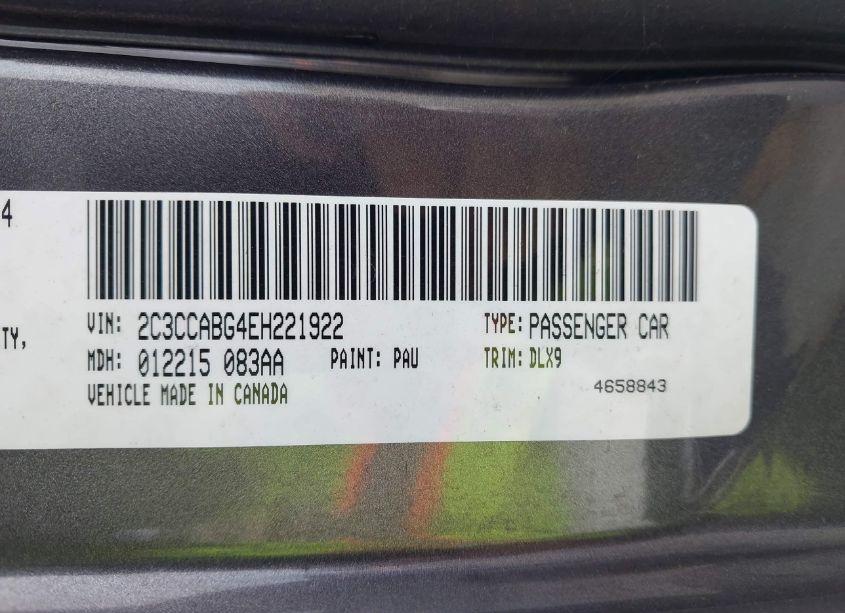 4
VIN: 2C3CCABG4EH221922 TYPE: PASSENGER CAR
TY,
MDH: 012215 083AA PAINT: PAU TRIM: DLX9
VEHICLE MADE IN CANADA
4658843